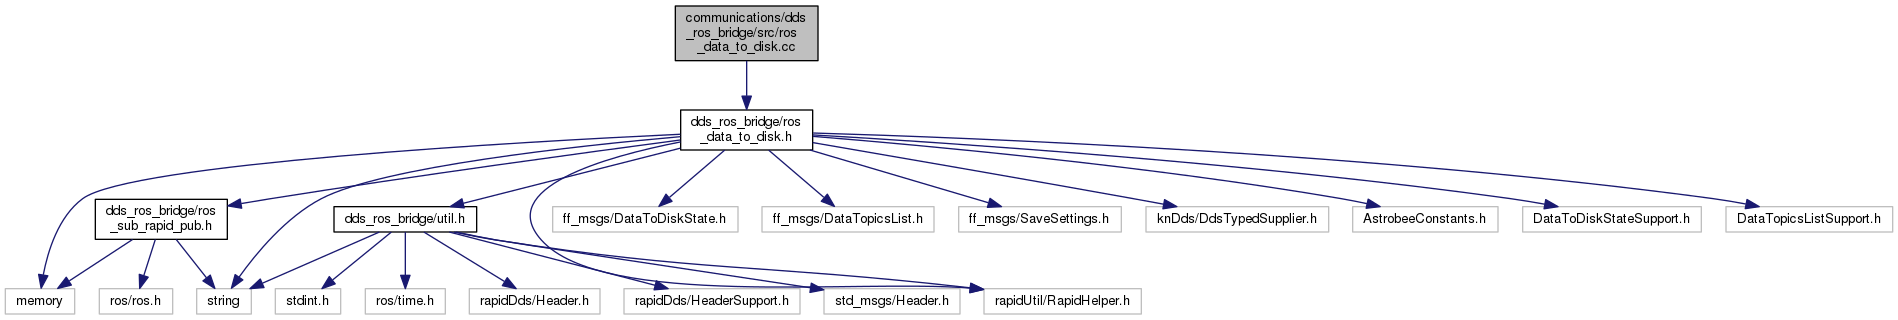 communications/dds
_ros_bridge/src/ros
_data_to_disk.cc
dds_ros_bridge/ros
_data_to_disk.h
dds_ros_bridge/ros
_sub_rapid_pub.h
dds_ros_bridge/util.h
ff_msgs/DataToDiskState.h
ff_msgs/DataTopicsList.h
ff_msgs/SaveSettings.h
knDds/DdsTypedSupplier.h
AstrobeeConstants.h
DataToDiskStateSupport.h
DataTopicsListSupport.h
memory
ros/ros.h
string
stdint.h
ros/time.h
rapidDds/Header.h
rapidDds/HeaderSupport.h
std_msgs/Header.h
rapidUtil/RapidHelper.h